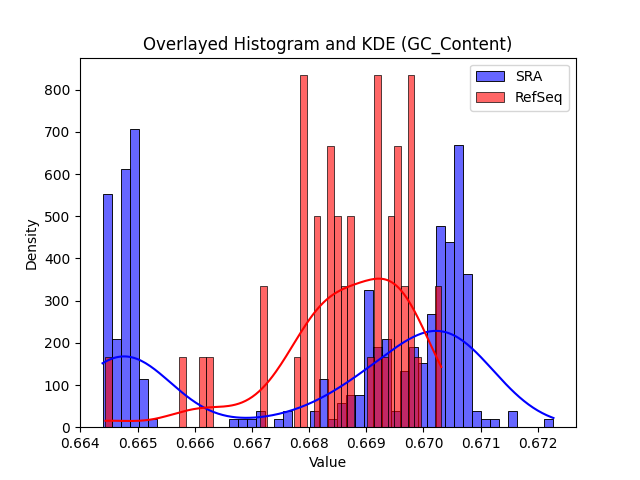 Overlayed Histogram and KDE (GC_Content)
SRA
RefSeq
800
700
600
500
400
300
200
100
0
Density
0.664 0.665 0.666 0.667 0.668 0.669 0.670 0.671 0.672
Value